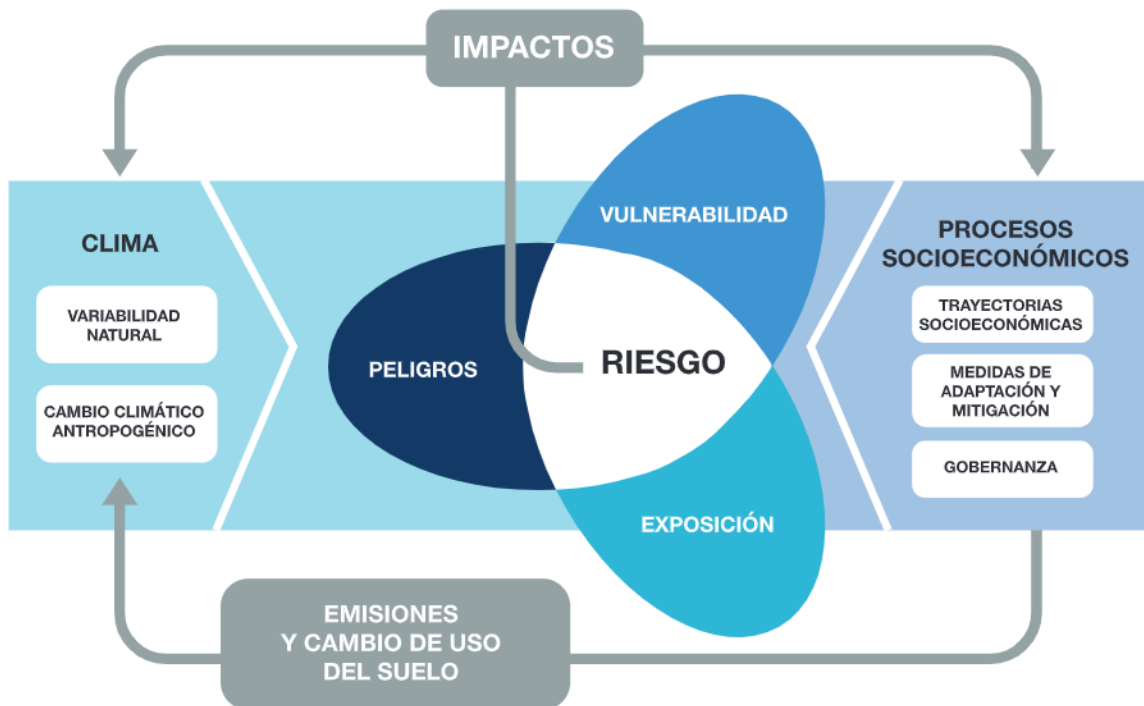 IMPACTOS
CLIMA
VARIABILIDAD
NATURAL
CAMBIO CLIMÁTICO
ANTROPOGÉNICO
PELIGROS
VULNERABILIDAD
RIESGO
EXPOSICIÓN
PROCESOS
SOCIOECONÓMICOS
TRAYECTORIAS
SOCIOECONÓMICAS
MEDIDAS DE
ADAPTACIÓN Y
MITIGACIÓN
GOBERNANZA
EMISIONES
Y CAMBIO DE USO
DEL SUELO